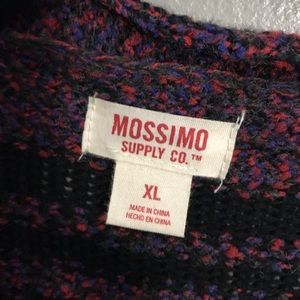 MOSSIMO
SUPPLY CO.™
XL
MADE IN CHINA
HECHO EN CHINA